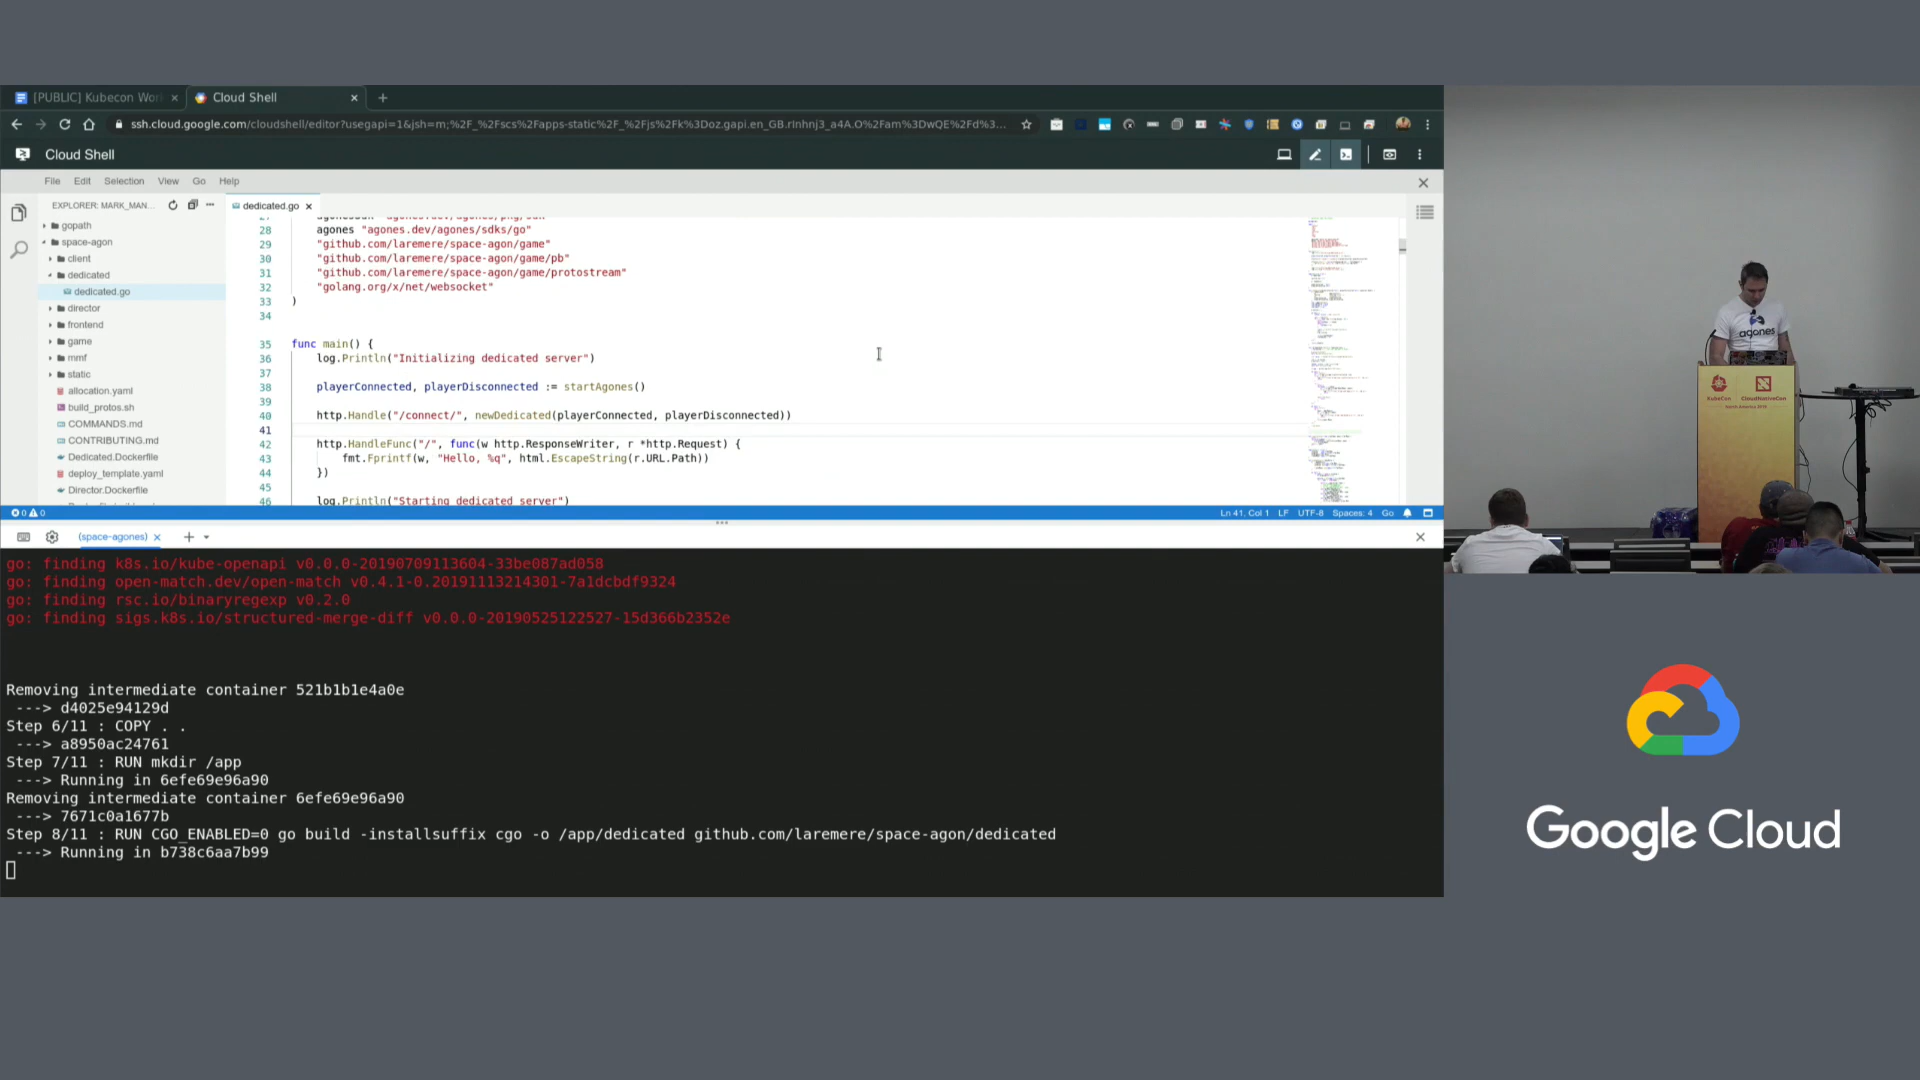 [PUBLIC] Kubecon Wor
Cloud Shell
ssh.cloud.google.com/cloudshell/editor?usegapi=1&jsh=m;%2F_%2Fscs%2Fapps-static%2F_%2Fjs%2Fk%3Doz.gapi.en_GB.rlnhnj3_a4A.O%2Fam%3DwQE%2Fd%3...
Cloud Shell
File Edit Selection View Go Help
EXPLORER: MARK_MAN...
gopath
space-agon
client
dedicated
dedicated.go
director
frontend
game
mmf
static
allocation.yaml
build_protos.sh
COMMANDS.md
CONTRIBUTING.md
Dedicated.Dockerfile
deploy_template.yaml
Director.Dockerfile
dedicated.go
28 agones "agones.dev/agones/sdks/go"
29 "github.com/laremere/space-agon/game"
30 "github.com/laremere/space-agon/game/pb"
31 "github.com/laremere/space-agon/game/protostream"
32 "golang.org/x/net/websocket"
33 )
34
35 func main() {
36 log.Println("Initializing dedicated server")
37
38 playerConnected, playerDisconnected := startAgones()
39
40 http.Handle("/connect/", newDedicated(playerConnected, playerDisconnected))
41
42 http.HandleFunc("/", func(w http.ResponseWriter, r *http.Request) {
43 fmt.Fprintf(w, "Hello, %q", html.EscapeString(r.URL.Path))
44 })
45
46 log.Println("Starting dedicated server")
0 0
Ln 41, Col 1 LF UTF-8 Spaces: 4 Go
(space-agones)
go: finding k8s.io/kube-openapi v0.0.0-20190709113604-33be087ad058
go: finding open-match.dev/open-match v0.4.1-0.20191113214301-7a1dcbdf9324
go: finding rsc.io/binaryregexp v0.2.0
go: finding sigs.k8s.io/structured-merge-diff v0.0.0-20190525122527-15d366b2352e
Removing intermediate container 521b1b1e4a0e
---> d4025e94129d
Step 6/11 : COPY . .
---> a8950ac24761
Step 7/11 : RUN mkdir /app
---> Running in 6efe69e96a90
Removing intermediate container 6efe69e96a90
---> 7671c0a1677b
Step 8/11 : RUN CGO_ENABLED=0 go build -installsuffix cgo -o /app/dedicated github.com/laremere/space-agon/dedicated
---> Running in b738c6aa7b99
agones
KubeCon CloudNativeCon
North America 2019
Google Cloud